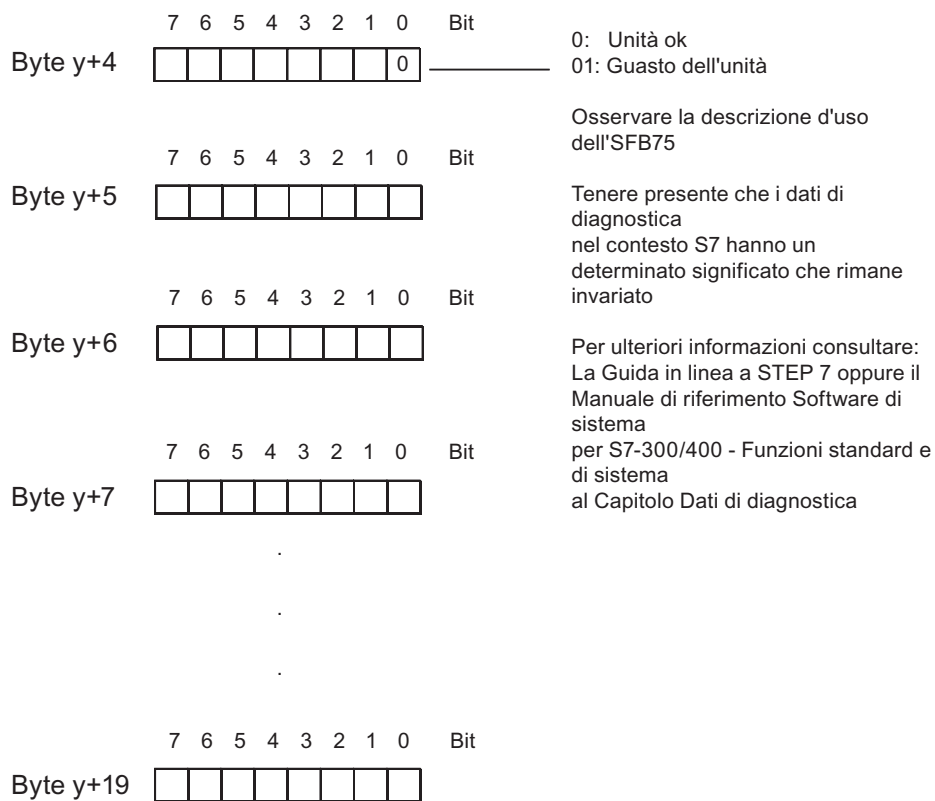 7 6 5 4 3 2 1 0 Bit
Byte y+4 0
0: Unità ok
01: Guasto dell'unità
Osservare la descrizione d'uso
dell'SFB75
7 6 5 4 3 2 1 0 Bit
Byte y+5
Tenere presente che i dati di
diagnostica
nel contesto S7 hanno un
determinato significato che rimane
invariato
7 6 5 4 3 2 1 0 Bit
Byte y+6
Per ulteriori informazioni consultare:
La Guida in linea a STEP 7 oppure il
Manuale di riferimento Software di
sistema
per S7-300/400 - Funzioni standard e
di sistema
al Capitolo Dati di diagnostica
7 6 5 4 3 2 1 0 Bit
Byte y+7
.
.
.
7 6 5 4 3 2 1 0 Bit
Byte y+19